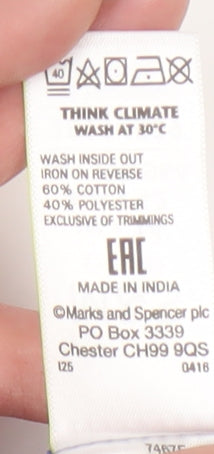 40
THINK CLIMATE
WASH AT 30°C
WASH INSIDE OUT
IRON ON REVERSE
60% COTTON
40% POLYESTER
EXCLUSIVE OF TRIMMINGS
EAC
MADE IN INDIA
©Marks and Spencer plc
PO Box 3339
Chester CH99 9QS
I25 0416